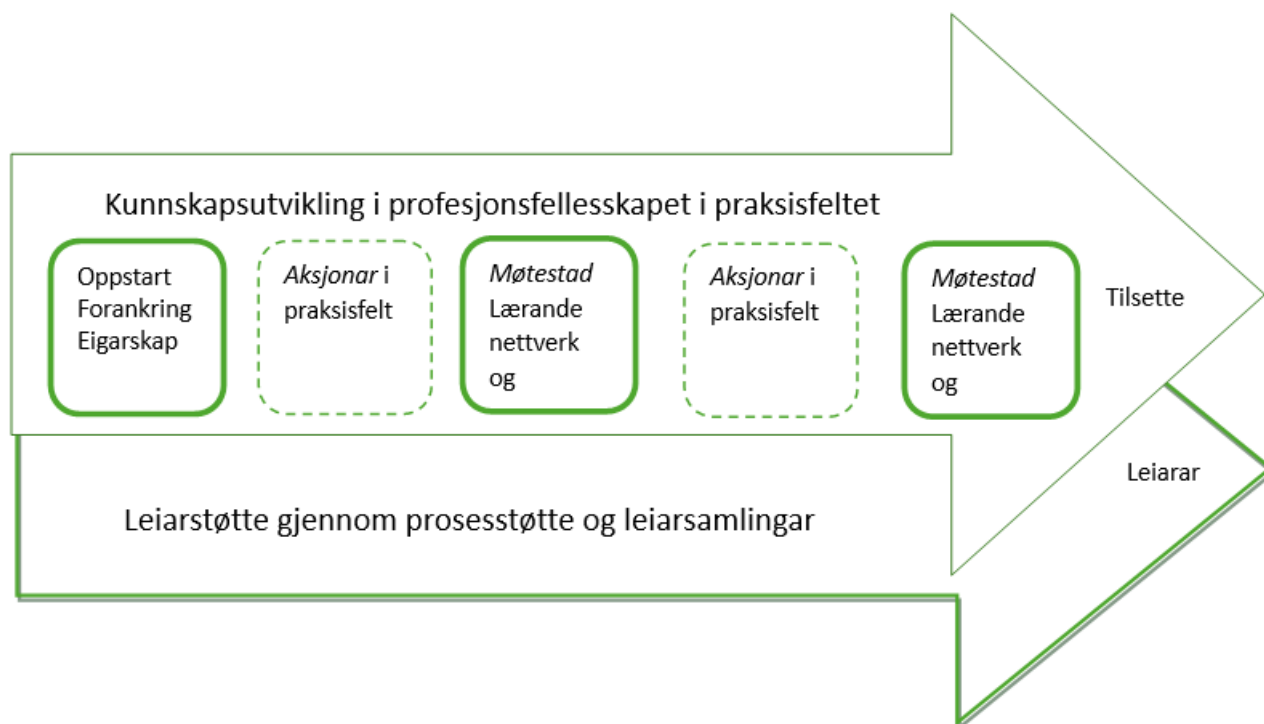 Kunnskapsutvikling i profesjonsfellesskapet i praksisfeltet
Oppstart
Forankring
Eigarskap
Aksjonar i
praksisfelt
Møtestad
Lærande
nettverk
og
Aksjonar i
praksisfelt
Møtestad
Lærande
nettverk
og
Tilsette
Leiarar
Leiarstøtte gjennom prosesstøtte og leiarsamlingar